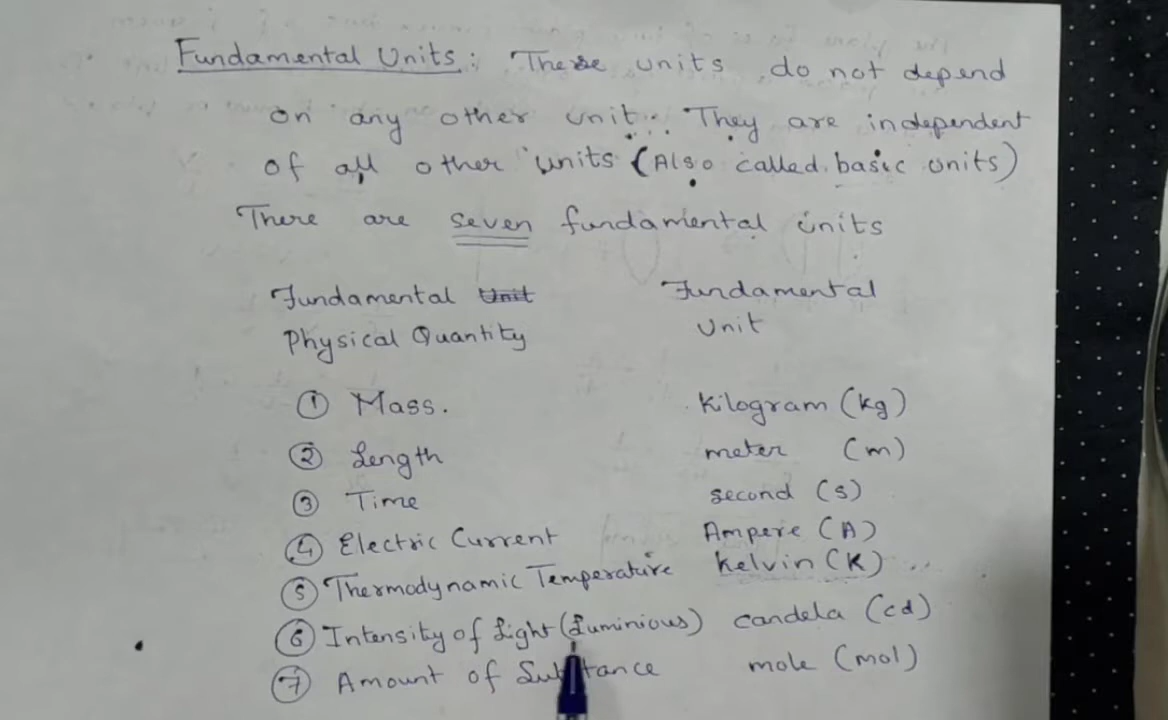 Fundamental Units: These units do not depend
on any other unit. They are independent
of all other units (Also called basic units)
There are seven fundamental units
Fundamental Unit Fundamental
Physical Quantity Unit
① Mass. Kilogram (kg)
② Length meter (m)
③ Time second (s)
④ Electric Current Ampere (A)
⑤ Thermodynamic Temperature Kelvin (K)
⑥ Intensity of Light (Luminious) candela (cd)
⑦ Amount of Substance mole (mol)